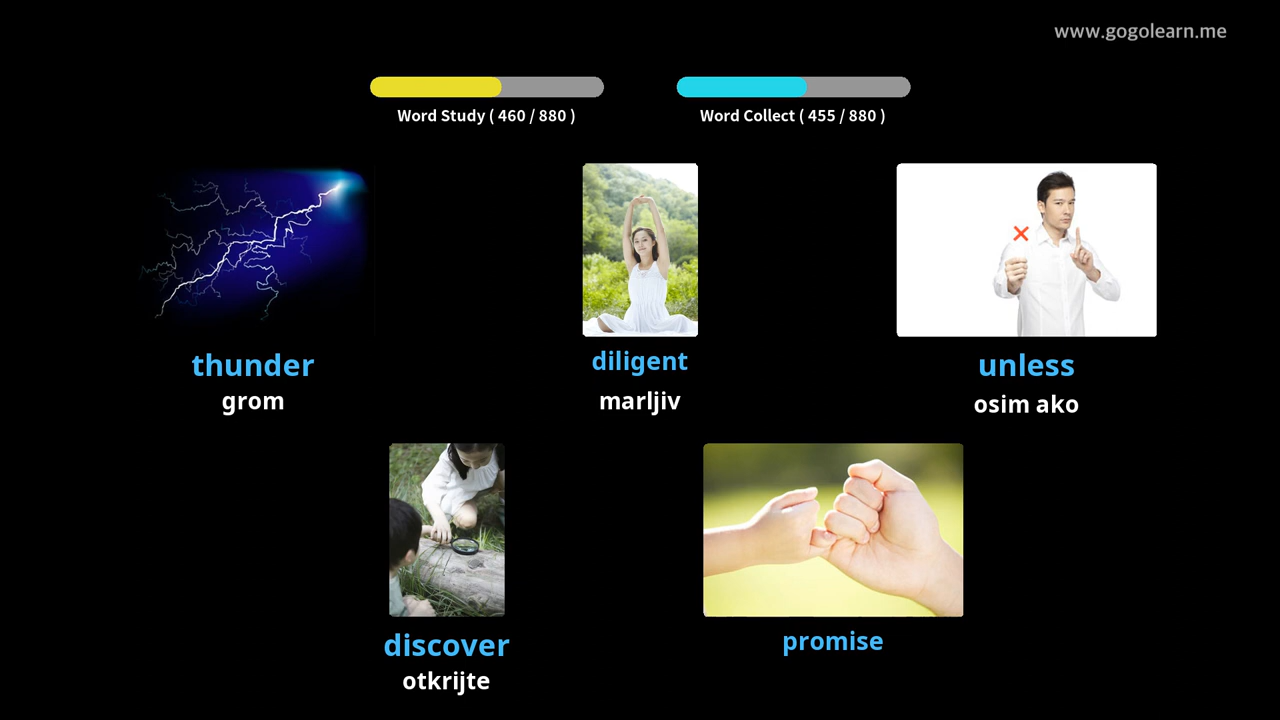 www.gogolearn.me
Word Study ( 460 / 880 )
Word Collect ( 455 / 880 )
thunder
grom
diligent
marljiv
unless
osim ako
discover
otkrijte
promise